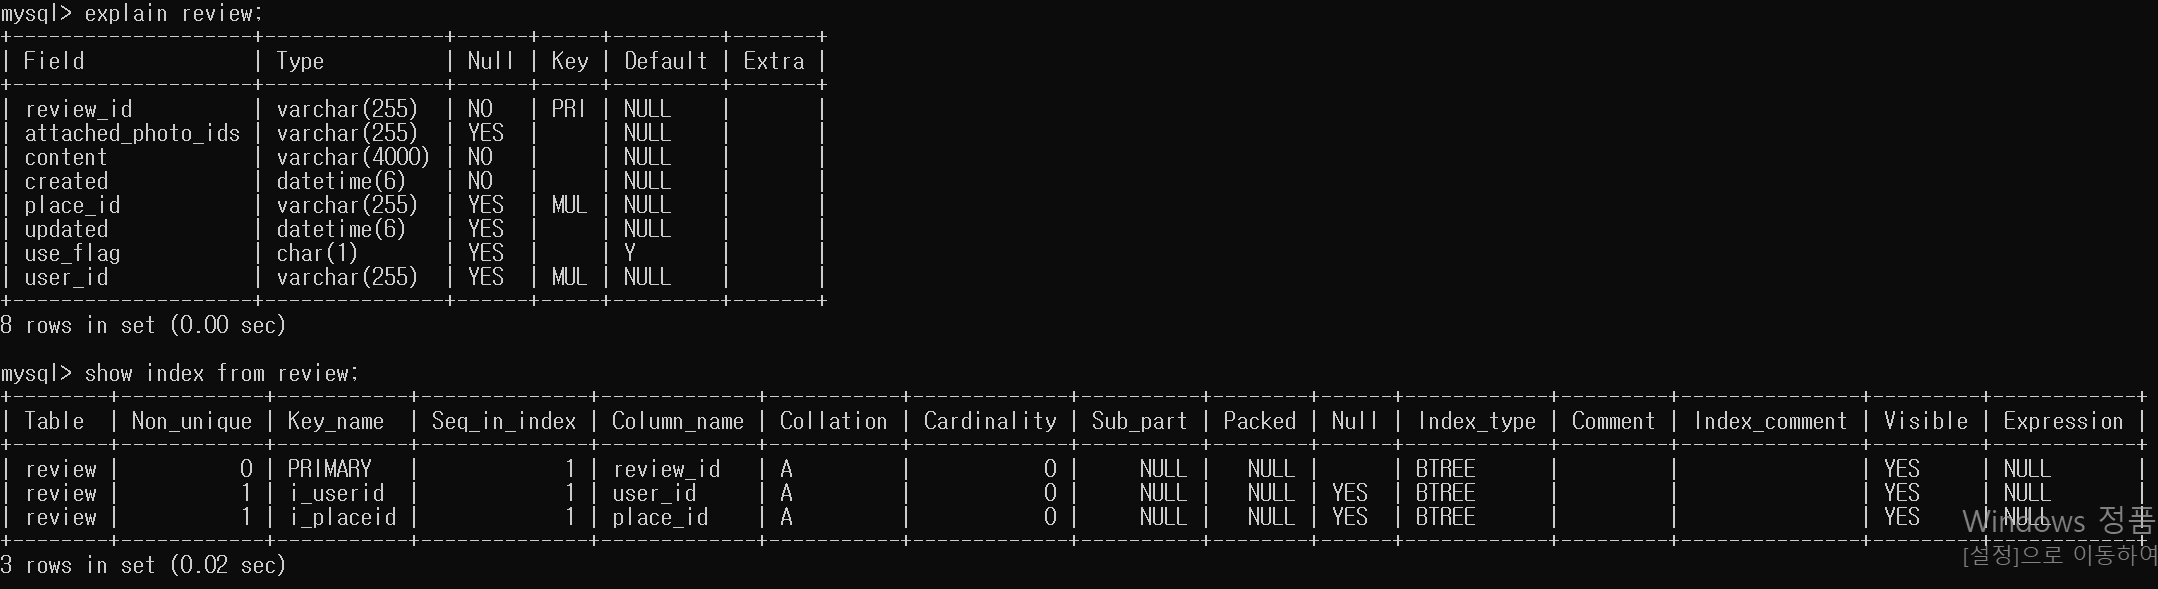 mysql> explain review;
+--------------------+---------------+------+-----+---------+-------+
| Field              | Type          | Null | Key | Default | Extra |
+--------------------+---------------+------+-----+---------+-------+
| review_id          | varchar(255)  | NO   | PRI | NULL    |       |
| attached_photo_ids | varchar(255)  | YES  |     | NULL    |       |
| content            | varchar(4000) | NO   |     | NULL    |       |
| created            | datetime(6)   | NO   |     | NULL    |       |
| place_id           | varchar(255)  | YES  | MUL | NULL    |       |
| updated            | datetime(6)   | YES  |     | NULL    |       |
| use_flag           | char(1)       | YES  |     | Y       |       |
| user_id            | varchar(255)  | YES  | MUL | NULL    |       |
+--------------------+---------------+------+-----+---------+-------+
8 rows in set (0.00 sec)
mysql> show index from review;
+--------+------------+-----------+--------------+-------------+-----------+-------------+----------+--------+------+------------+---------+---------------+---------+------------+
| Table  | Non_unique | Key_name  | Seq_in_index | Column_name | Collation | Cardinality | Sub_part | Packed | Null | Index_type | Comment | Index_comment | Visible | Expression |
+--------+------------+-----------+--------------+-------------+-----------+-------------+----------+--------+------+------------+---------+---------------+---------+------------+
| review |          0 | PRIMARY   |            1 | review_id   | A         |           0 |     NULL |   NULL |      | BTREE      |         |               | YES     | NULL       |
| review |          1 | i_userid  |            1 | user_id     | A         |           0 |     NULL |   NULL | YES  | BTREE      |         |               | YES     | NULL       |
| review |          1 | i_placeid |            1 | place_id    | A         |           0 |     NULL |   NULL | YES  | BTREE      |         |               | YES     | NULL       |
+--------+------------+-----------+--------------+-------------+-----------+-------------+----------+--------+------+------------+---------+---------------+---------+------------+
3 rows in set (0.02 sec)
Windows 정품
[설정]으로 이동하여